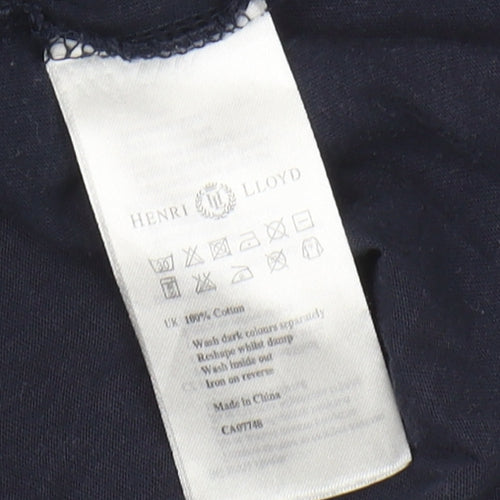 HENRI LLOYD
30
UK 100% Cotton
Wash dark colours separately
Reshape whilst damp
Wash inside out
Iron on reverse
Made in China
CA07748